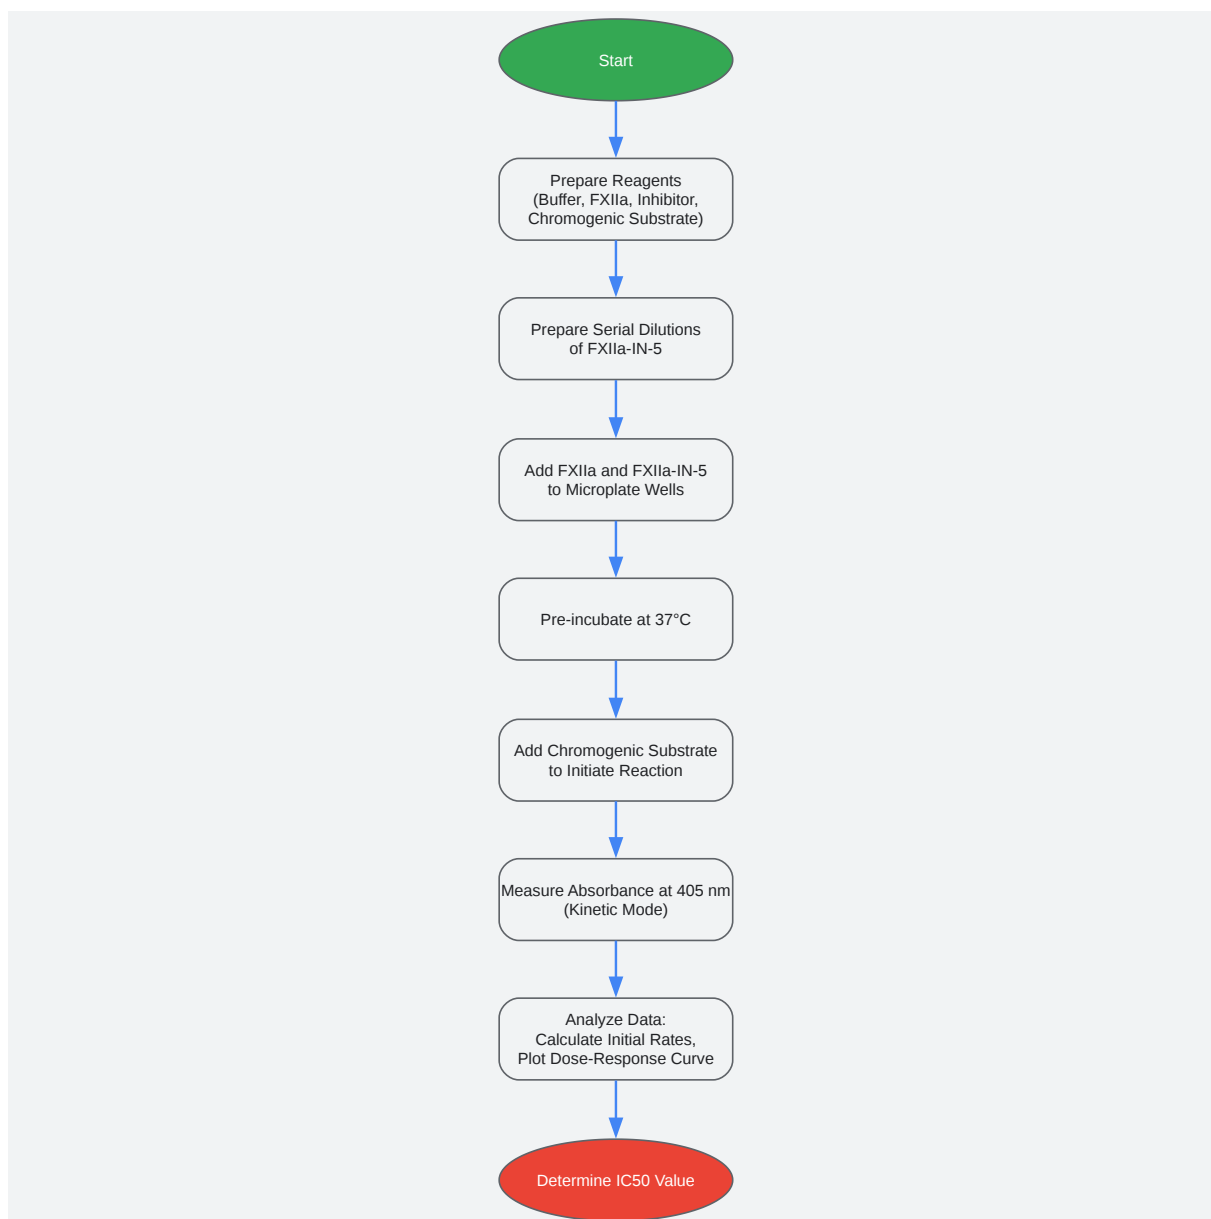 Start
Prepare Reagents
(Buffer, FXIIa, Inhibitor,
Chromogenic Substrate)
Prepare Serial Dilutions
of FXIIa-IN-5
Add FXIIa and FXIIa-IN-5
to Microplate Wells
Pre-incubate at 37°C
Add Chromogenic Substrate
to Initiate Reaction
Measure Absorbance at 405 nm
(Kinetic Mode)
Analyze Data:
Calculate Initial Rates,
Plot Dose-Response Curve
Determine IC50 Value